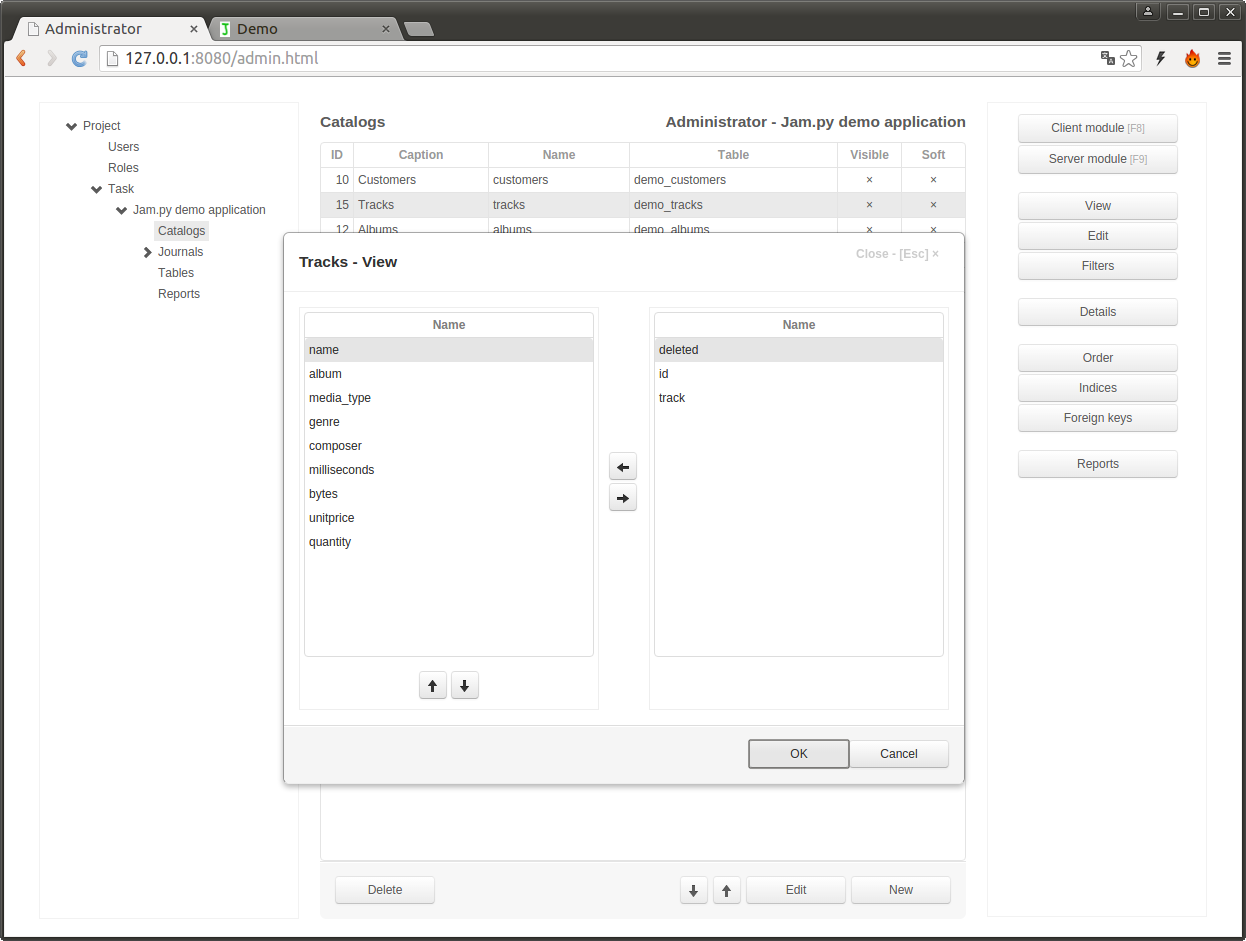 Administrator ×
Demo ×
127.0.0.1:8080/admin.html
Project
Users
Roles
Task
Jam.py demo application
Catalogs
Journals
Tables
Reports
Catalogs Administrator - Jam.py demo application
ID Caption Name Table Visible Soft
10 Customers customers demo_customers × ×
15 Tracks tracks demo_tracks × ×
12 Albums albums demo_albums × ×
Tracks - View Close - [Esc] ×
Name
name
album
media_type
genre
composer
milliseconds
bytes
unitprice
quantity
Name
deleted
id
track
OK Cancel
Delete Edit New
Client module [F8]
Server module [F9]
View
Edit
Filters
Details
Order
Indices
Foreign keys
Reports